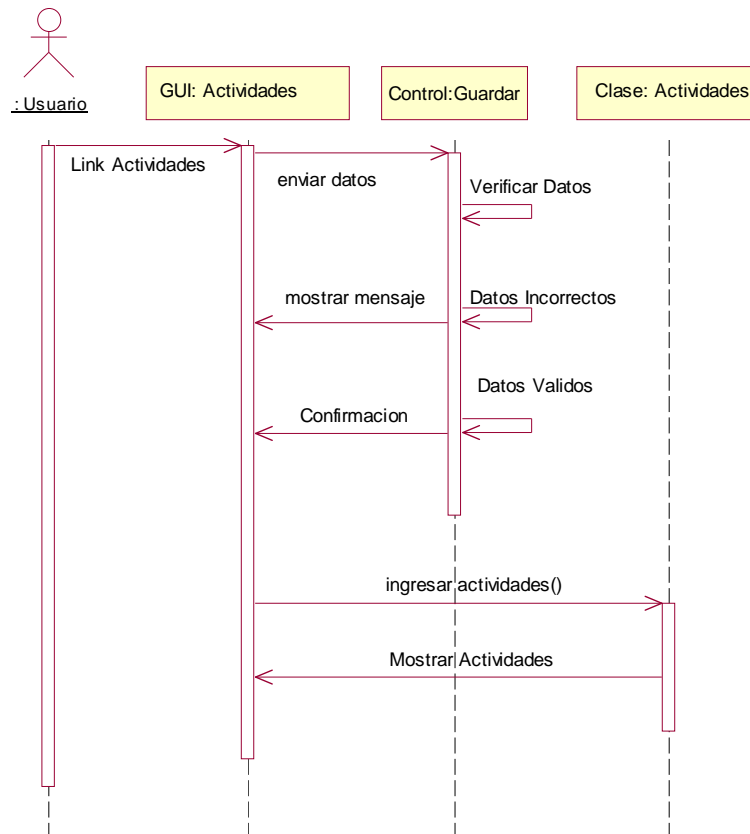 : Usuario
GUI: Actividades
Control:Guardar
Clase: Actividades
Link Actividades
enviar datos
Verificar Datos
mostrar mensaje
Datos Incorrectos
Datos Validos
Confirmacion
ingresar actividades()
Mostrar Actividades